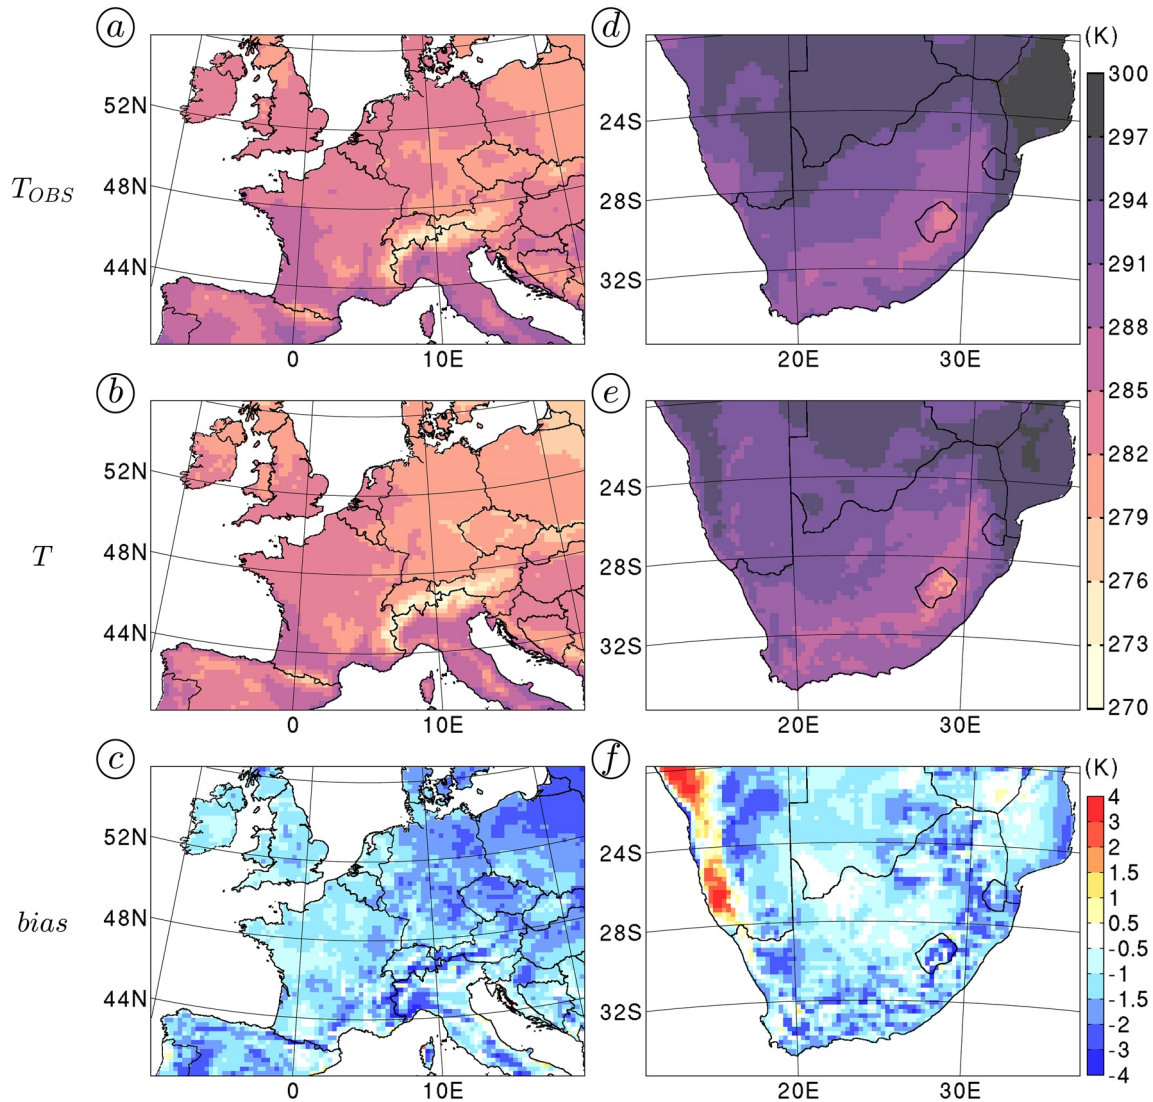 a
d
(K)
300
52N
24S
297
T_OBS
48N
28S
294
44N
32S
291
0
10E
20E
30E
288
b
e
285
52N
24S
282
T
48N
28S
279
44N
32S
276
273
0
10E
20E
30E
270
c
f
(K)
52N
24S
4
3
2
1.5
bias
48N
28S
1
0.5
-0.5
-1
44N
32S
-1.5
-2
-3
0
10E
20E
30E
-4